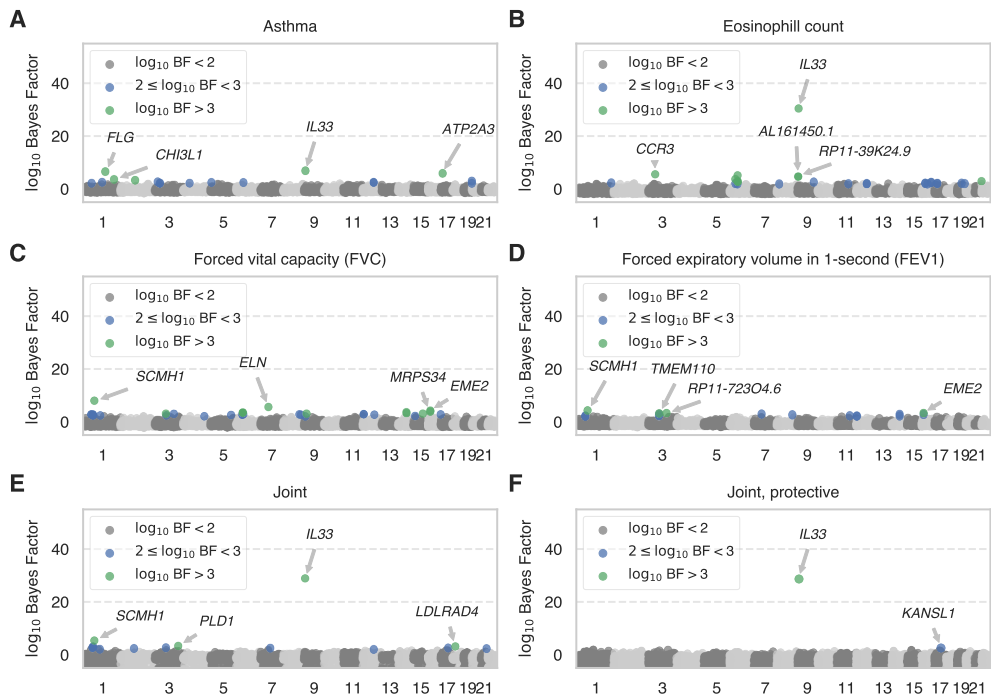 A
Asthma
log10 Bayes Factor
40
20
0
log10 BF < 2
2 ≤ log10 BF < 3
log10 BF > 3
FLG
CHI3L1
IL33
ATP2A3
1 3 5 7 9 11 13 15 17 19 21
B
Eosinophill count
log10 Bayes Factor
40
20
0
log10 BF < 2
2 ≤ log10 BF < 3
log10 BF > 3
IL33
AL161450.1
CCR3
RP11-39K24.9
1 3 5 7 9 11 13 15 17 19 21
C
Forced vital capacity (FVC)
log10 Bayes Factor
40
20
0
log10 BF < 2
2 ≤ log10 BF < 3
log10 BF > 3
SCMH1
ELN
MRPS34
EME2
1 3 5 7 9 11 13 15 17 19 21
D
Forced expiratory volume in 1-second (FEV1)
log10 Bayes Factor
40
20
0
log10 BF < 2
2 ≤ log10 BF < 3
log10 BF > 3
SCMH1
TMEM110
RP11-723O4.6
EME2
1 3 5 7 9 11 13 15 17 19 21
E
Joint
log10 Bayes Factor
40
20
0
log10 BF < 2
2 ≤ log10 BF < 3
log10 BF > 3
IL33
SCMH1
PLD1
LDLRAD4
1 3 5 7 9 11 13 15 17 19 21
F
Joint, protective
log10 Bayes Factor
40
20
0
log10 BF < 2
2 ≤ log10 BF < 3
log10 BF > 3
IL33
KANSL1
1 3 5 7 9 11 13 15 17 19 21